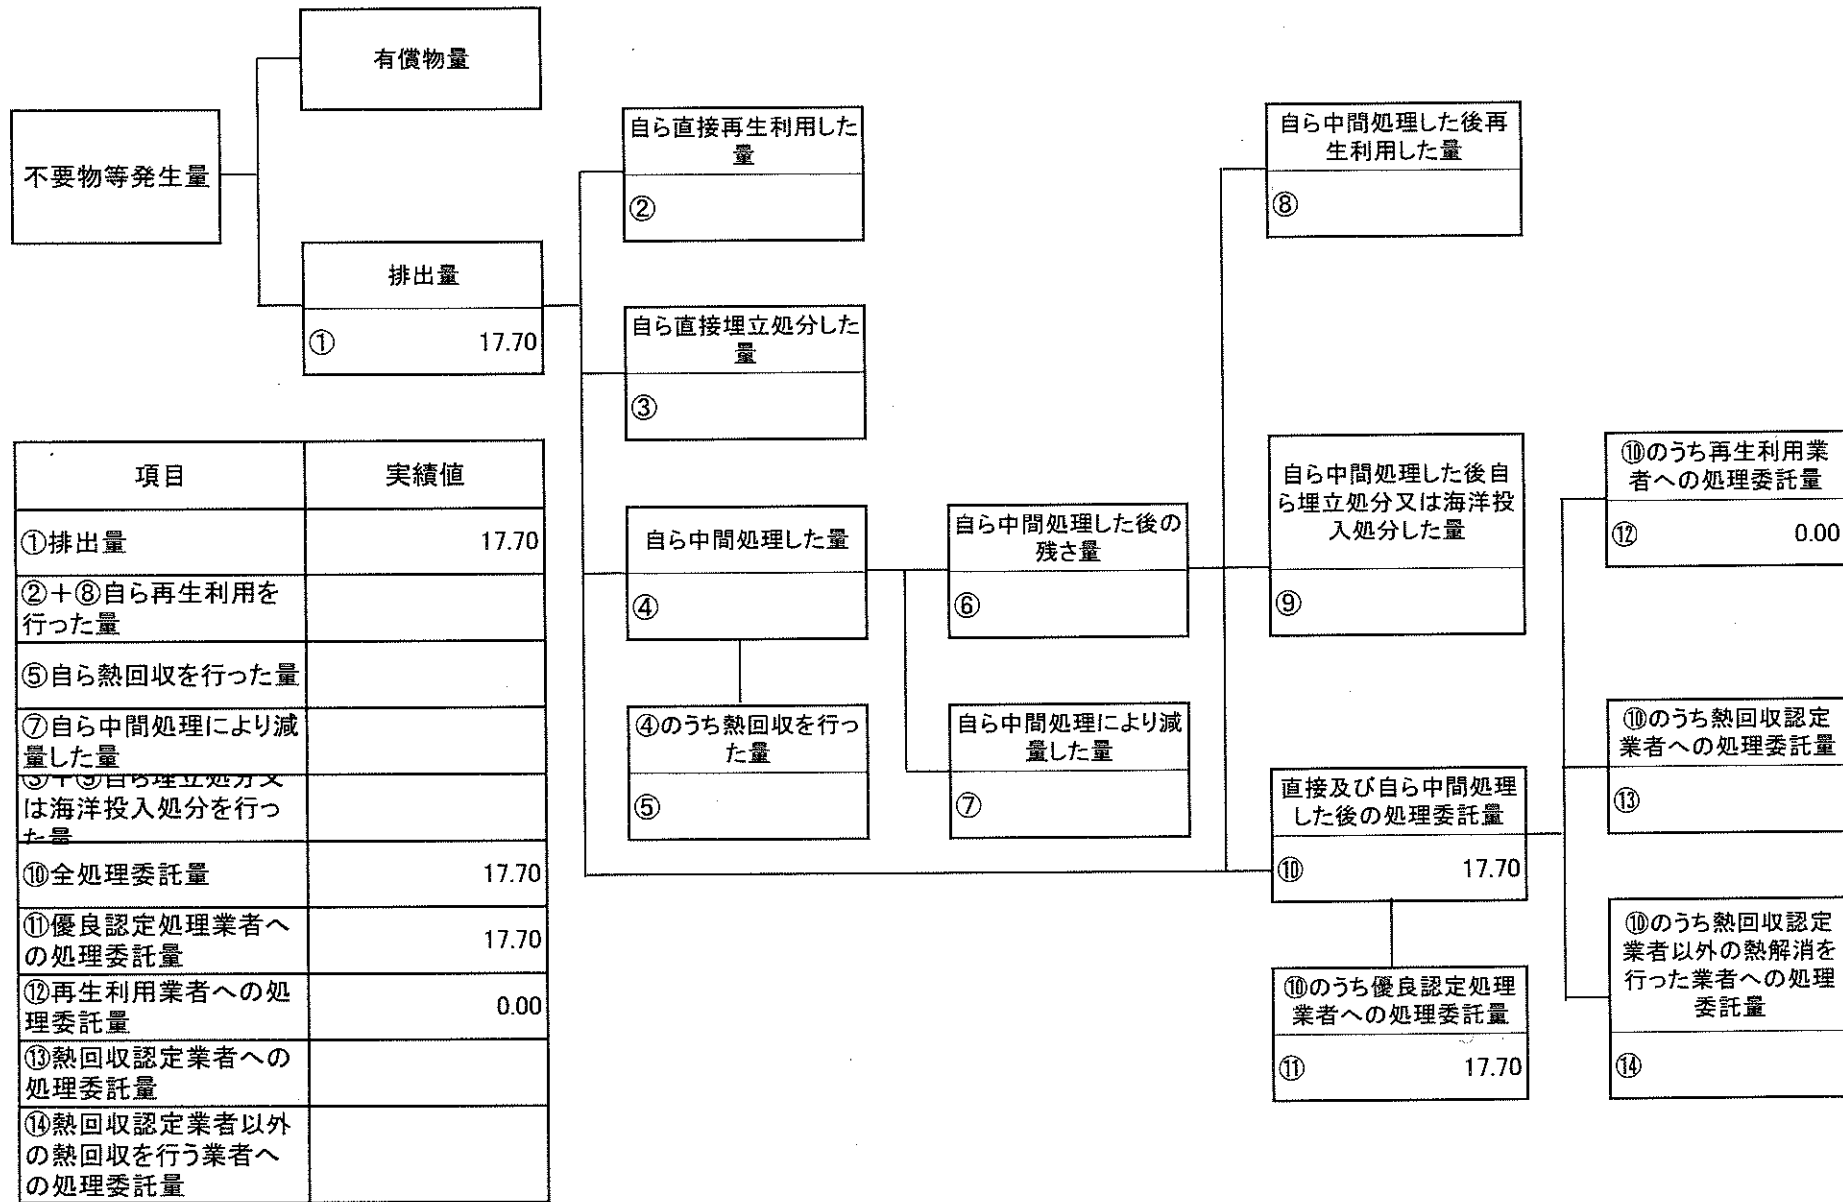 有償物量
不要物等発生量
排出量
① 17.70
自ら直接再生利用した
量
②
自ら直接埋立処分した
量
③
自ら中間処理した量
④
④のうち熱回収を行っ
た量
⑤
自ら中間処理した後の
残さ量
⑥
自ら中間処理により減
量した量
⑦
自ら中間処理した後再
生利用した量
⑧
自ら中間処理した後自
ら埋立処分又は海洋投
入処分した量
⑨
直接及び自ら中間処理
した後の処理委託量
⑩ 17.70
⑩のうち優良認定処理
業者への処理委託量
⑪ 17.70
⑩のうち再生利用業
者への処理委託量
⑫ 0.00
⑩のうち熱回収認定
業者への処理委託量
⑬
⑩のうち熱回収認定
業者以外の熱解消を
行った業者への処理
委託量
⑭
項目 実績値
①排出量 17.70
②+⑧自ら再生利用を
行った量
⑤自ら熱回収を行った量
⑦自ら中間処理により減
量した量
③+⑨自ら埋立処分又
は海洋投入処分を行っ
た量
⑩全処理委託量 17.70
⑪優良認定処理業者へ
の処理委託量 17.70
⑫再生利用業者への処
理委託量 0.00
⑬熱回収認定業者への
処理委託量
⑭熱回収認定業者以外
の熱回収を行う業者へ
の処理委託量